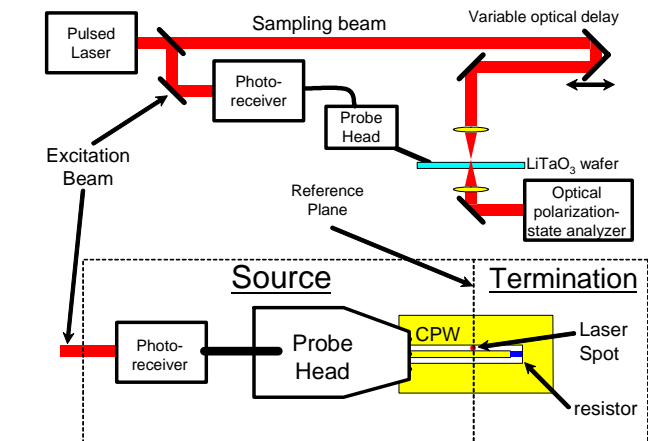 Variable optical delay
Sampling beam
Pulsed
Laser
Photo-
receiver
Probe
Head
LiTaO3 wafer
Excitation
Beam
Reference
Plane
Optical
polarization-
state analyzer
Source
Termination
CPW
Laser
Spot
Photo-
receiver
Probe
Head
resistor